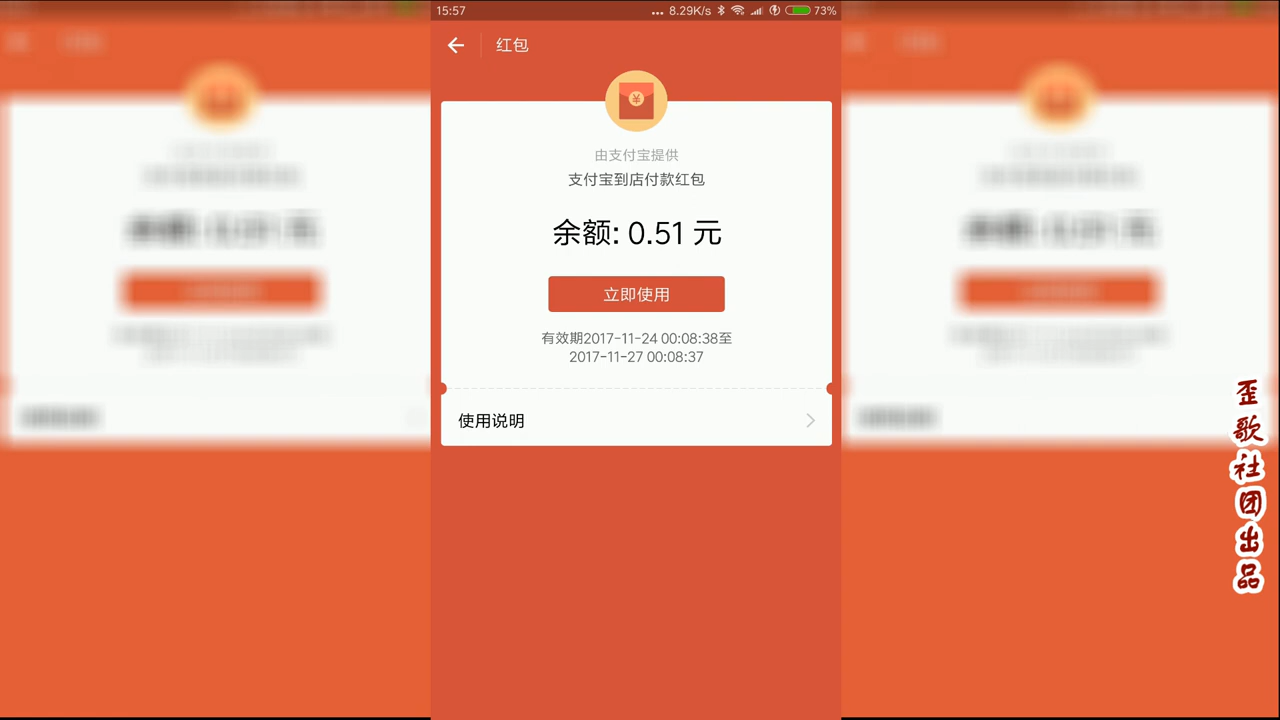 15:57
... 8.29K/s
73%
红包
¥
由支付宝提供
支付宝到店付款红包
余额: 0.51 元
立即使用
有效期2017-11-24 00:08:38至
2017-11-27 00:08:37
使用说明
歪歌社团出品